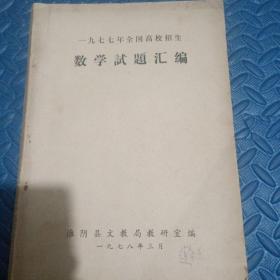 一九七七年全国高校招生
数学試題汇编
淮阴县文教局教研室编
一九七八年三月